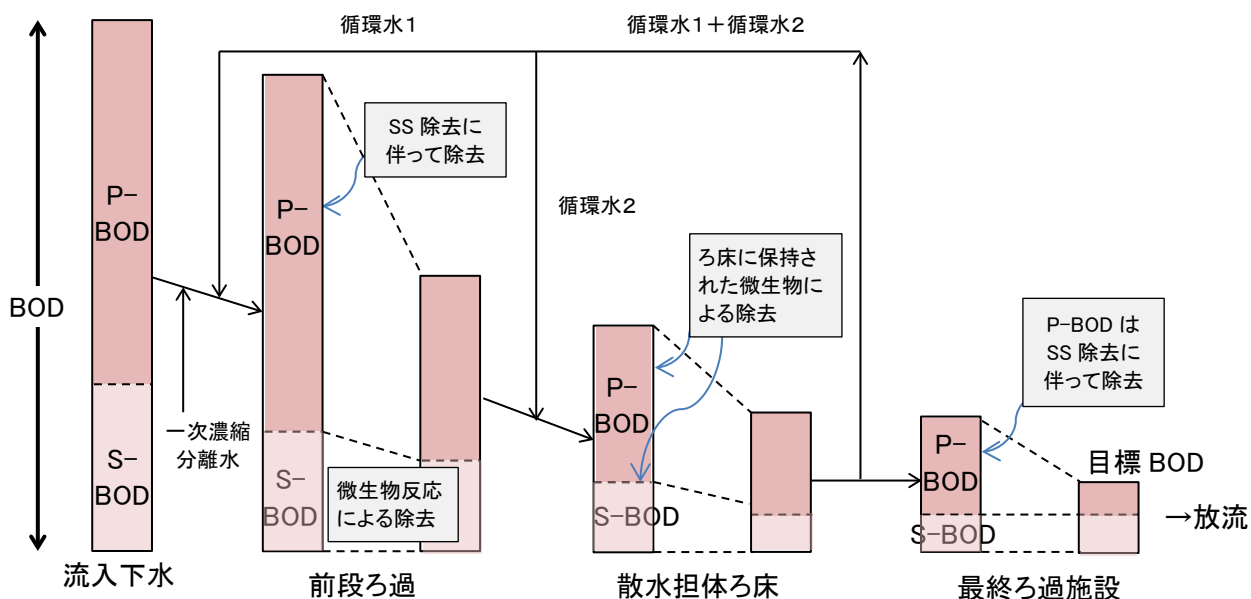 循環水1
循環水1+循環水2
SS 除去に
伴って除去
P-
BOD
P-
BOD
循環水2
ろ床に保持さ
れた微生物に
よる除去
BOD
P-BOD は
SS 除去に
伴って除去
P-
BOD
一次濃縮
分離水
P-
BOD
目標 BOD
S-
BOD
S-
BOD
微生物反応
による除去
S-BOD
S-BOD
→放流
流入下水
前段ろ過
散水担体ろ床
最終ろ過施設